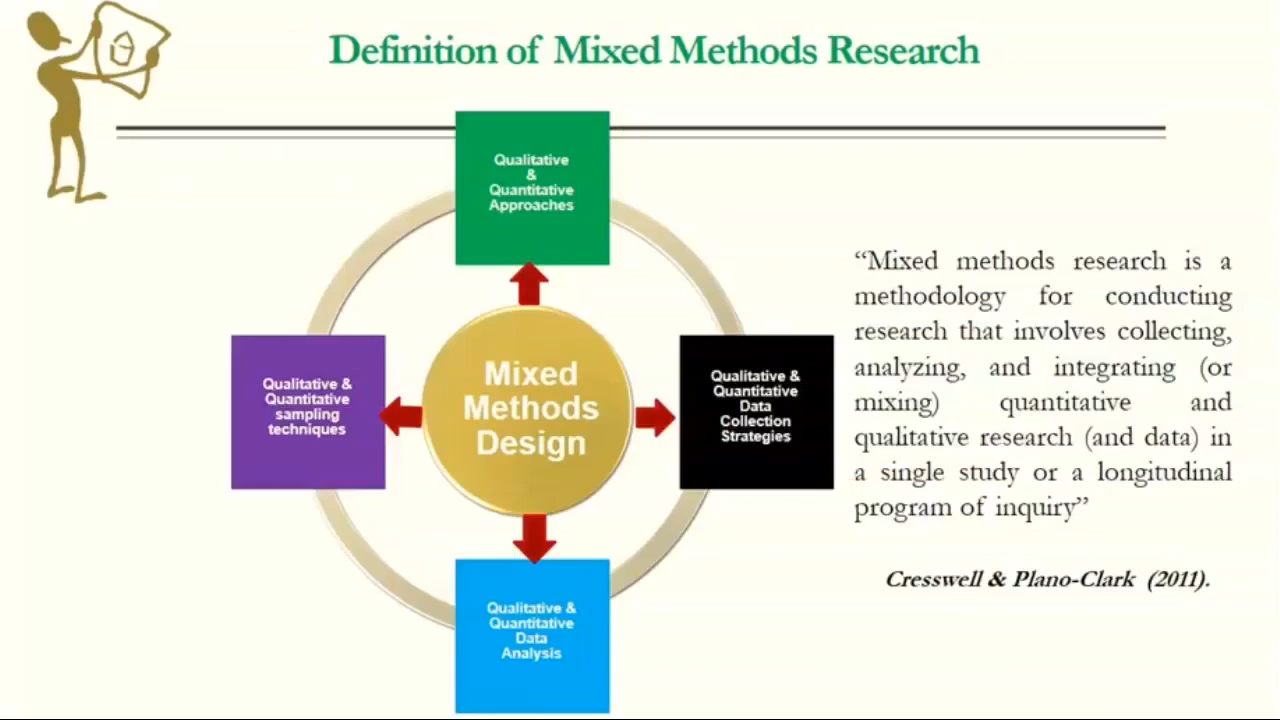 Definition of Mixed Methods Research
Qualitative
&
Quantitative
Approaches
Qualitative &
Quantitative
sampling
techniques
Mixed
Methods
Design
Qualitative &
Quantitative
Data
Collection
Strategies
Qualitative &
Quantitative
Data
Analysis
“Mixed methods research is a
methodology for conducting
research that involves collecting,
analyzing, and integrating (or
mixing) quantitative and
qualitative research (and data) in
a single study or a longitudinal
program of inquiry”
Cresswell & Plano-Clark (2011).